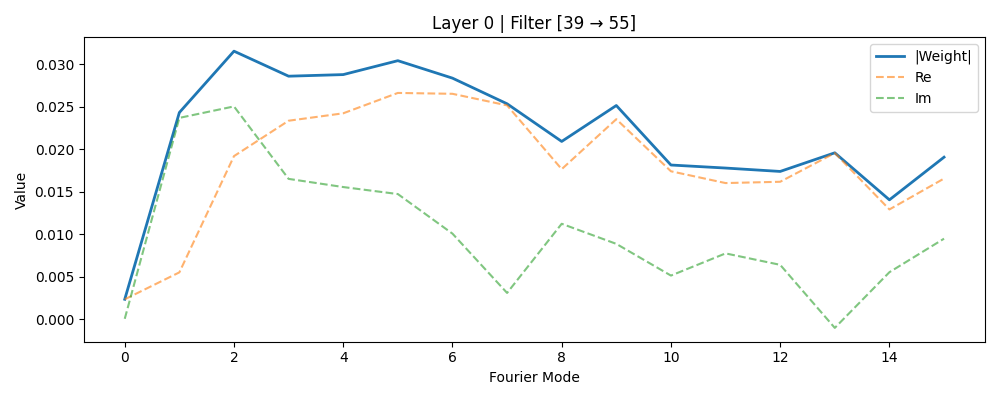 Layer 0 | Filter [39 → 55]
|Weight|
Re
Im
Value
0.030
0.025
0.020
0.015
0.010
0.005
0.000
0 2 4 6 8 10 12 14
Fourier Mode